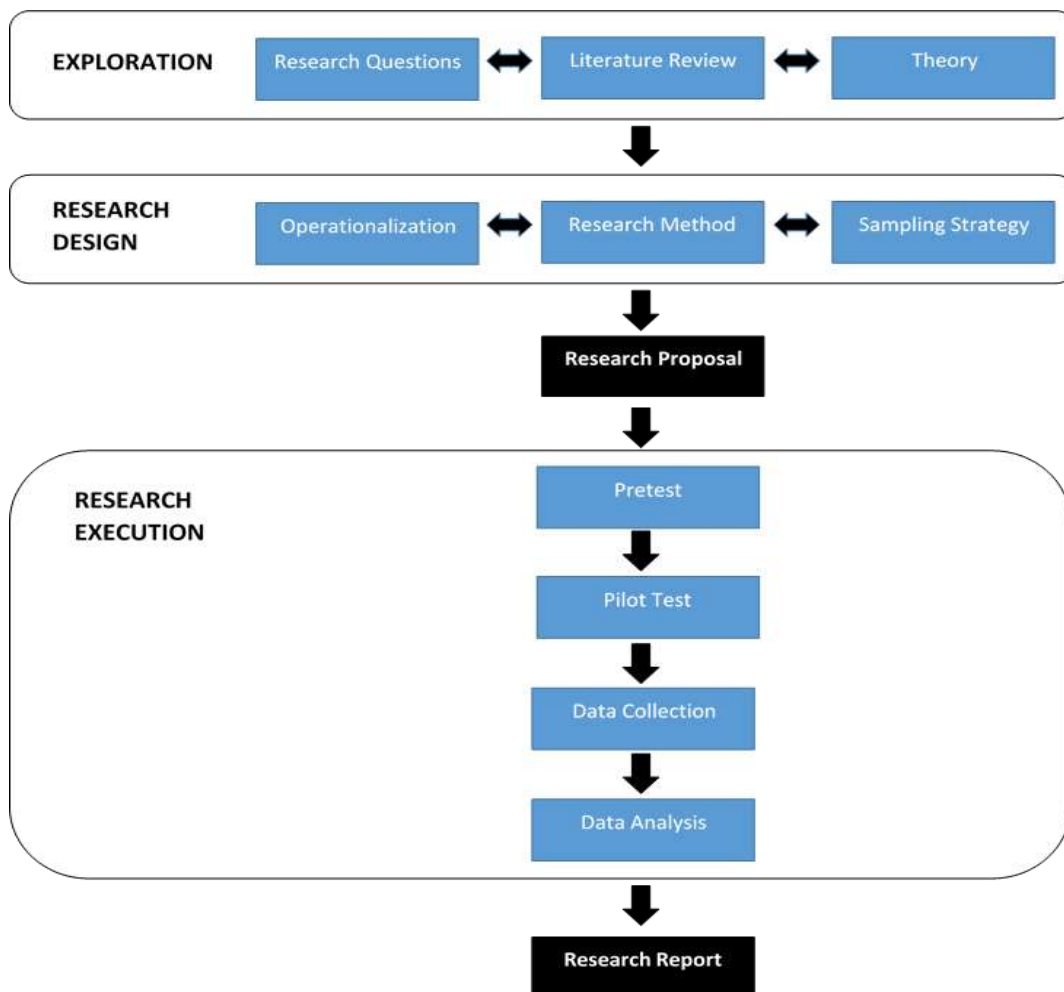 EXPLORATION
Research Questions
Literature Review
Theory
RESEARCH
DESIGN
Operationalization
Research Method
Sampling Strategy
Research Proposal
RESEARCH
EXECUTION
Pretest
Pilot Test
Data Collection
Data Analysis
Research Report